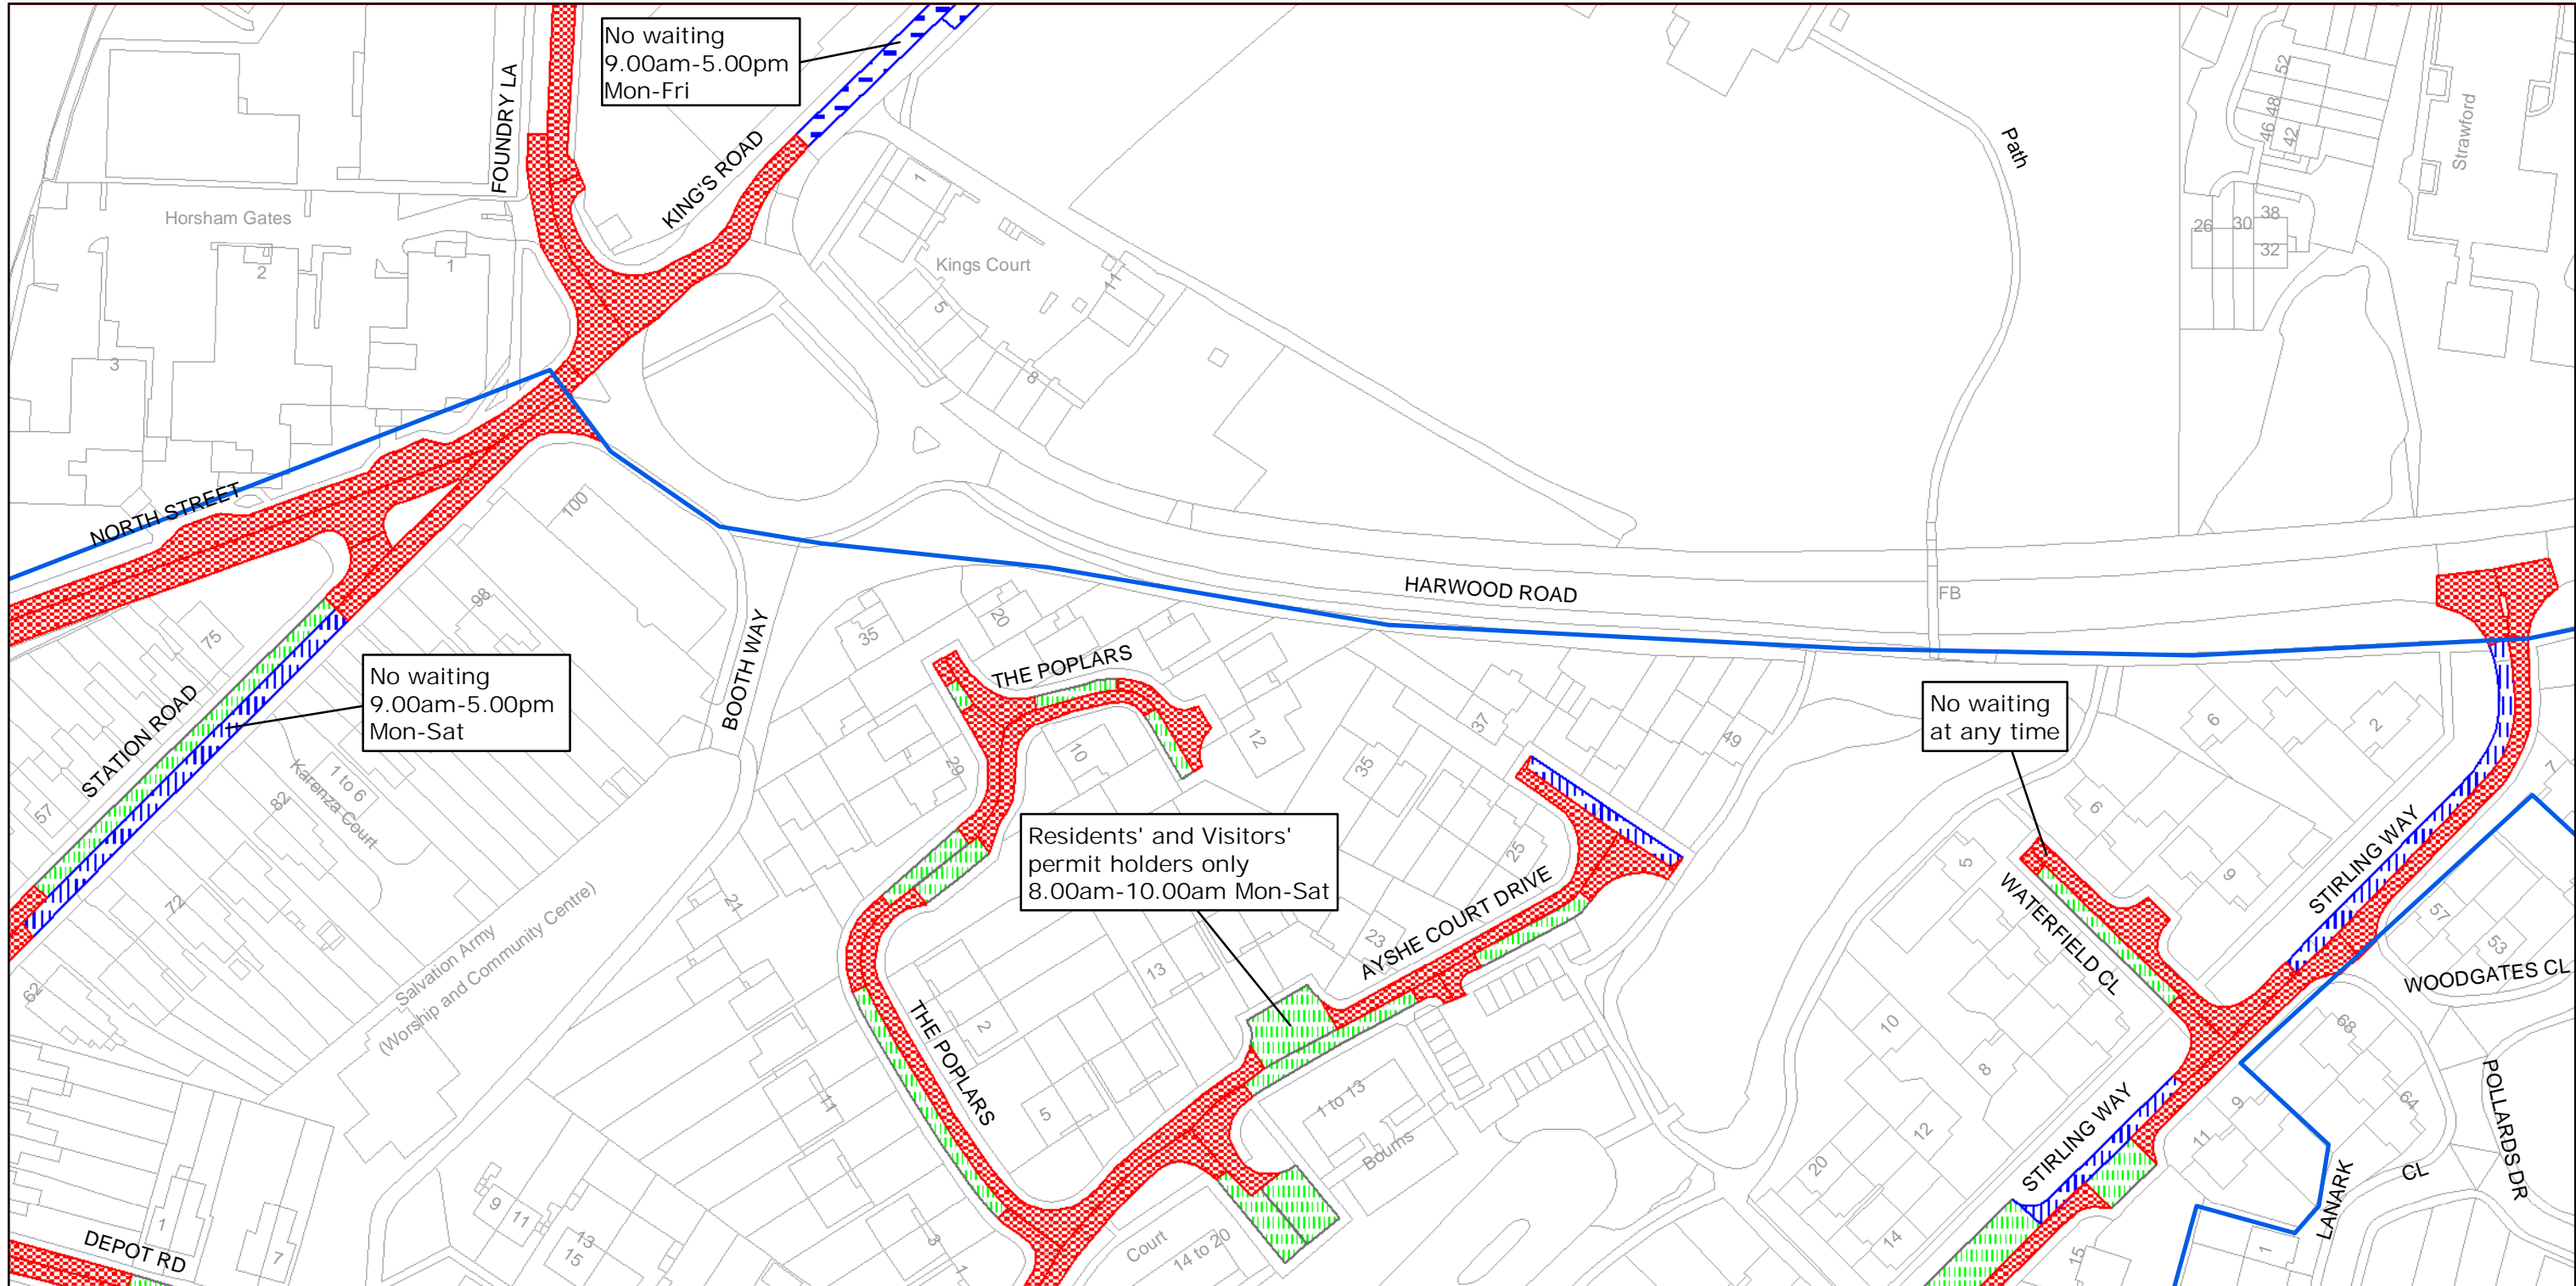 No waiting
9.00am-5.00pm
Mon-Fri
FOUNDRY LA
KING'S ROAD
Horsham Gates
2
1
3
1
Kings Court
5
11
8
Path
52
48
46
42
Strawford
26
30
38
32
NORTH STREET
100
98
75
HARWOOD ROAD
FB
STATION ROAD
57
No waiting
9.00am-5.00pm
Mon-Sat
1 to 6
Karenza Court
82
72
62
BOOTH WAY
35
20
THE POPLARS
10
12
29
37
49
35
25
No waiting
at any time
6
2
7
6
9
5
WATERFIELD CL
STIRLING WAY
57
53
WOODGATES CL
Residents' and Visitors'
permit holders only
8.00am-10.00am Mon-Sat
AYSHE COURT DRIVE
23
21
13
2
THE POPLARS
5
11
Salvation Army
(Worship and Community Centre)
1 to 13
Bourns
Court
14 to 20
10
8
12
20
14
STIRLING WAY
68
64
9
11
POLLARDS DR
LANARK
CL
1
15
DEPOT RD
1
7
9
11
13
15
3
1